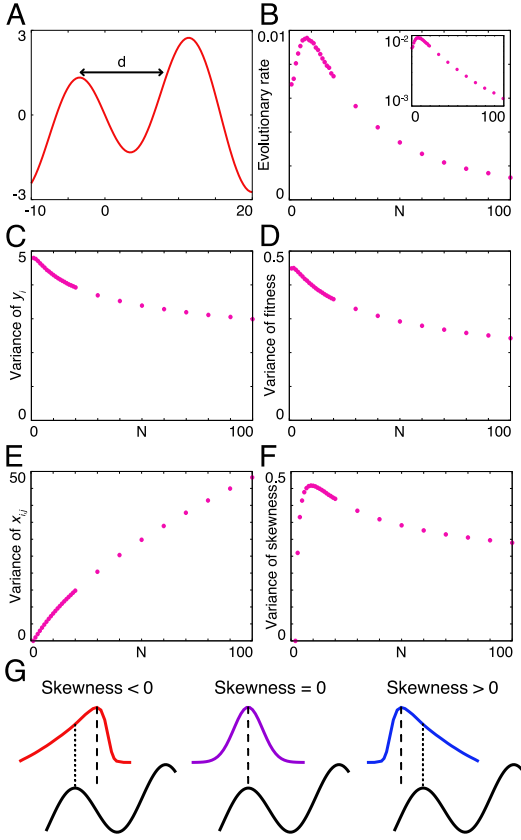 A
3
0
-3
-10
0
20
d
B
Evolutionary rate
0.01
0
0
N
100
10-2
10-3
0
100
C
Variance of yi
5
0
0
N
100
D
Variance of fitness
0.5
0
0
N
100
E
Variance of xi,j
50
0
0
N
100
F
Variance of skewness
0.5
0
0
N
100
G
Skewness < 0
Skewness = 0
Skewness > 0